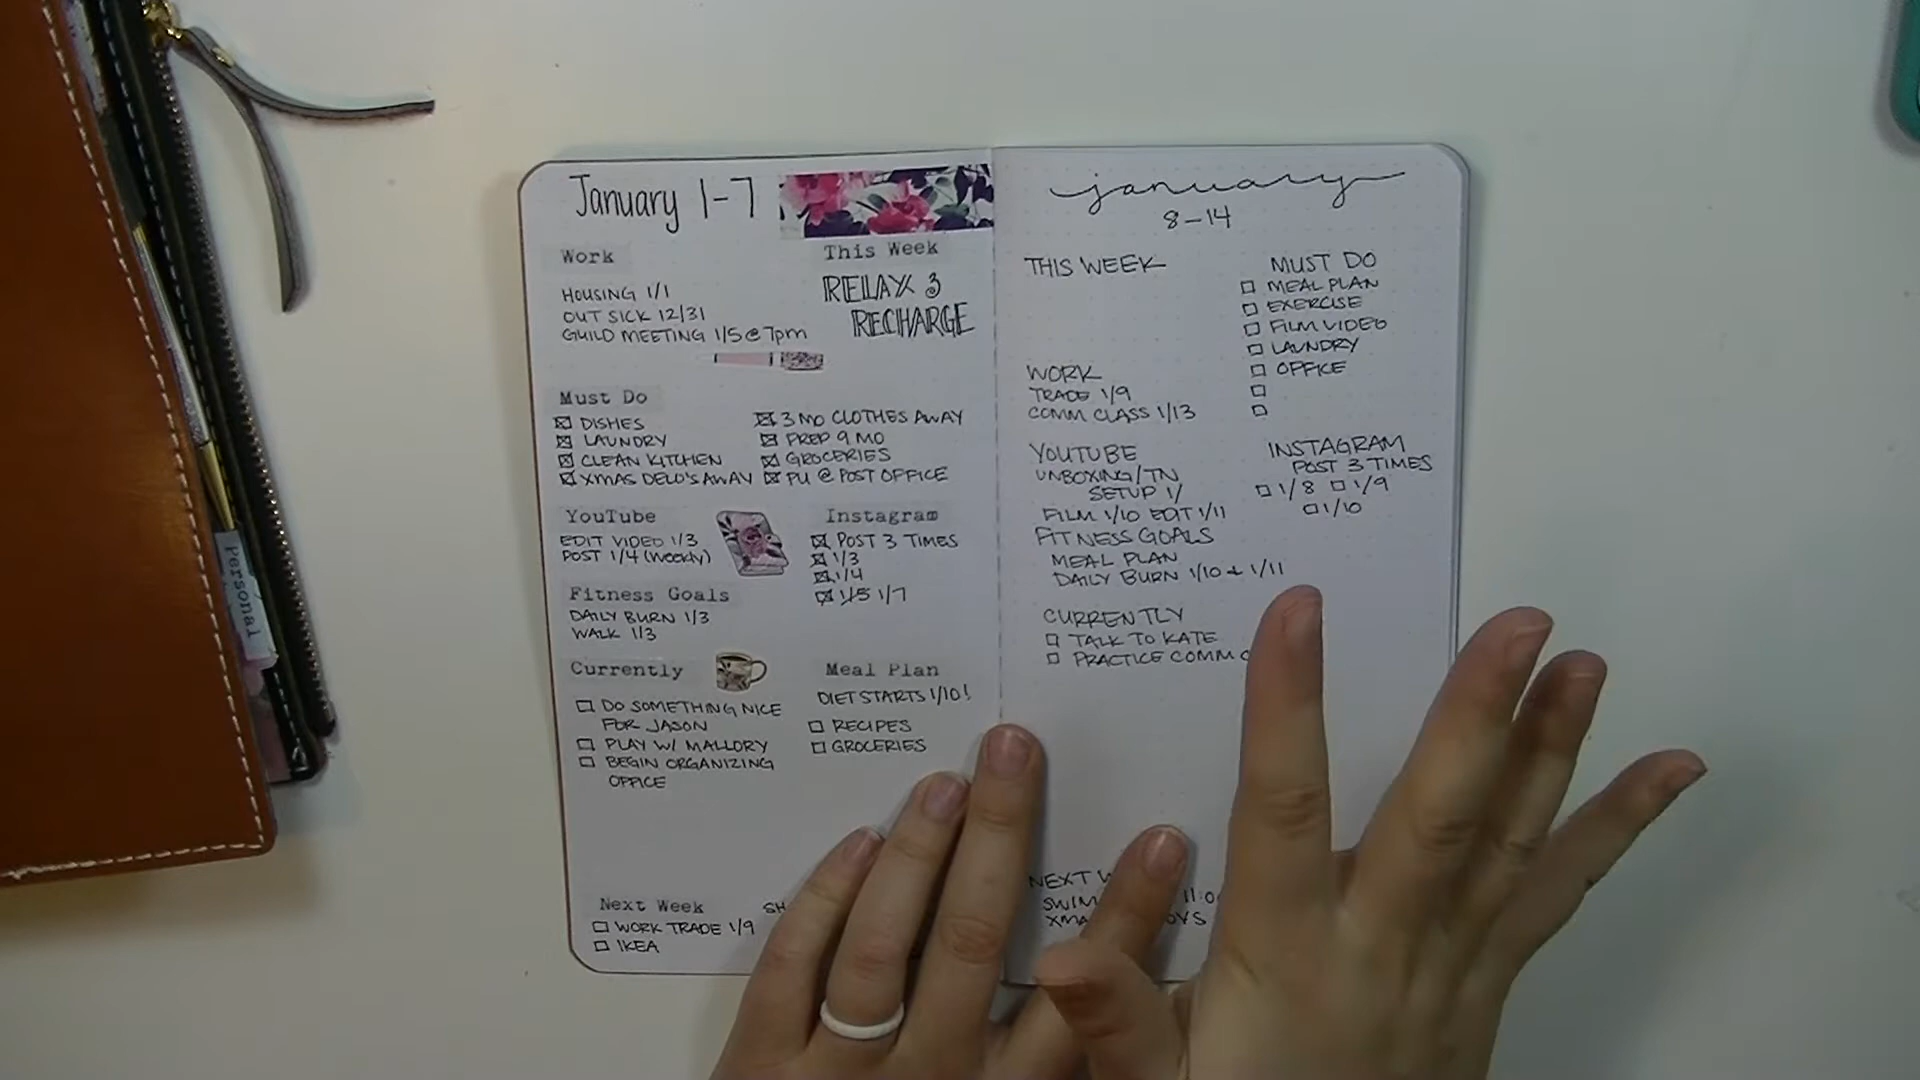 January 1-7
Work
HOUSING 1/1
OUT SICK 12/31
GUILD MEETING 1/5 @ 7pm
This Week
RELAX &
RECHARGE
Must Do
DISHES
LAUNDRY
CLEAN KITCHEN
XMAS DECO'S AWAY
3 MO CLOTHES AWAY
PREP 9 MO
GROCERIES
PU @ POST OFFICE
YouTube
EDIT VIDEO 1/3
POST 1/4 (weekly)
Instagram
POST 3 TIMES
1/3
1/4
1/5 1/7
Fitness Goals
DAILY BURN 1/3
WALK 1/3
Currently
DO SOMETHING NICE
FOR JASON
PLAY W/ MALLORY
BEGIN ORGANIZING
OFFICE
Meal Plan
DIET STARTS 1/10!
RECIPES
GROCERIES
Next Week
WORK TRADE 1/9
IKEA
SH
january
8-14
THIS WEEK
MUST DO
MEAL PLAN
EXERCISE
FILM VIDEO
LAUNDRY
OFFICE
WORK
TRADE 1/9
COMM CLASS 1/13
YOUTUBE
UNBOXING/TN
SETUP 1/
FILM 1/10 EDIT 1/11
INSTAGRAM
POST 3 TIMES
1/8 1/9
1/10
FITNESS GOALS
MEAL PLAN
DAILY BURN 1/10 + 1/11
CURRENTLY
TALK TO KATE
PRACTICE COMM
NEXT
SWIM
XMA
Personal